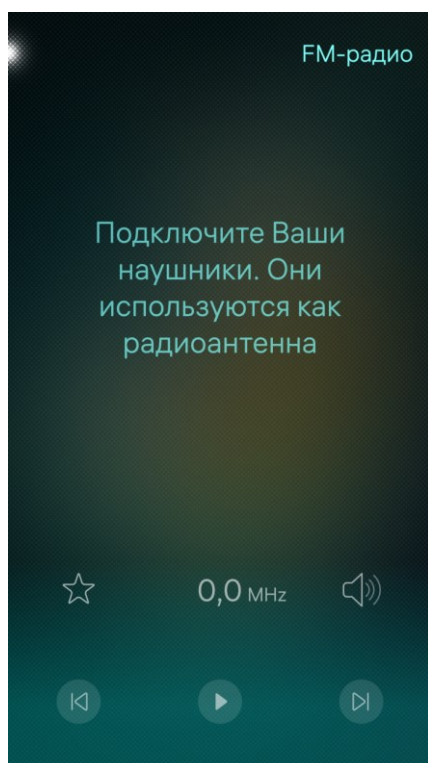 FM-радио
Подключите Ваши
наушники. Они
используются как
радиоантенна
0,0 MHz